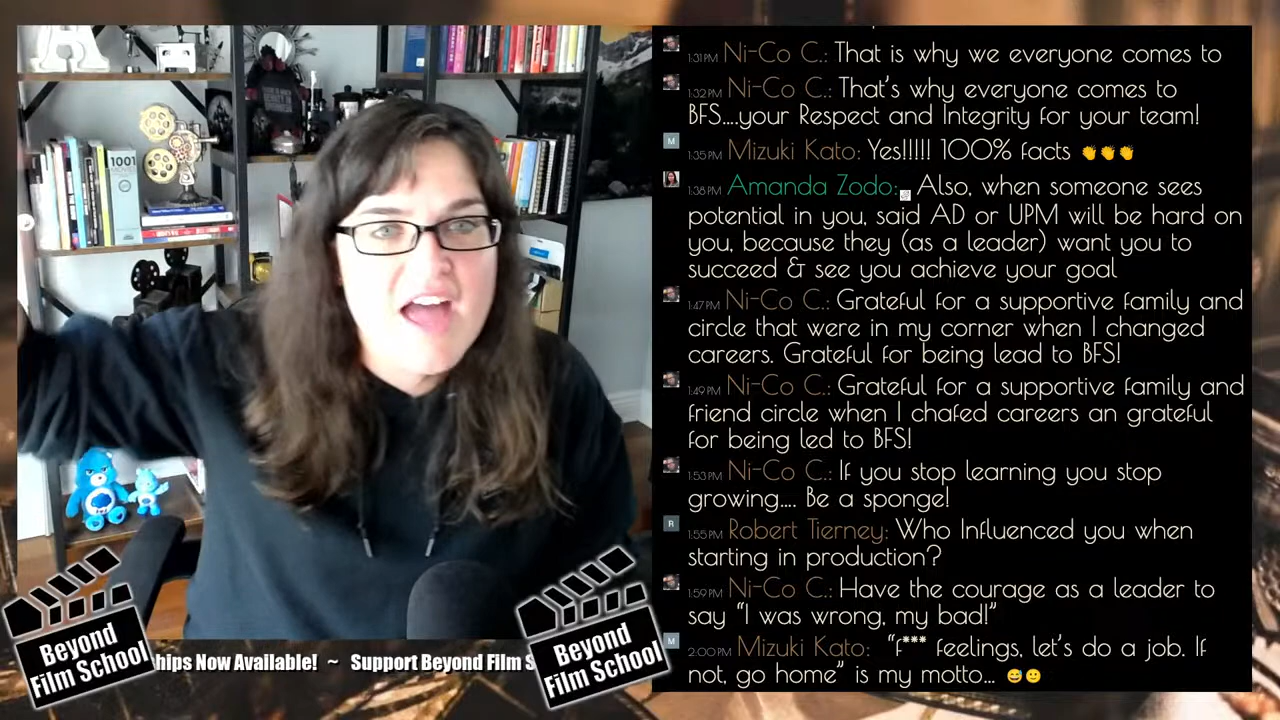 1001
1:31 PM Ni-Co C.: That is why we everyone comes to
1:32 PM Ni-Co C.: That's why everyone comes to
BFS....your Respect and Integrity for your team!
M
1:35 PM Mizuki Kato: Yes!!!!! 100% facts 👏👏👏
1:38 PM Amanda Zodo: Also, when someone sees
potential in you, said AD or UPM will be hard on
you, because they (as a leader) want you to
succeed & see you achieve your goal
1:47 PM Ni-Co C.: Grateful for a supportive family and
circle that were in my corner when I changed
careers. Grateful for being lead to BFS!
1:49 PM Ni-Co C.: Grateful for a supportive family and
friend circle when I chafed careers an grateful
for being led to BFS!
1:53 PM Ni-Co C.: If you stop learning you stop
growing.... Be a sponge!
R
1:55 PM Robert Tierney: Who Influenced you when
starting in production?
1:59 PM Ni-Co C.: Have the courage as a leader to
say "I was wrong, my bad!"
M
2:00 PM Mizuki Kato: "f*** feelings, let's do a job. If
not, go home" is my motto... 😅🙂
Beyond
Film School
hips Now Available! ~ Support Beyond Film S
Beyond
Film School